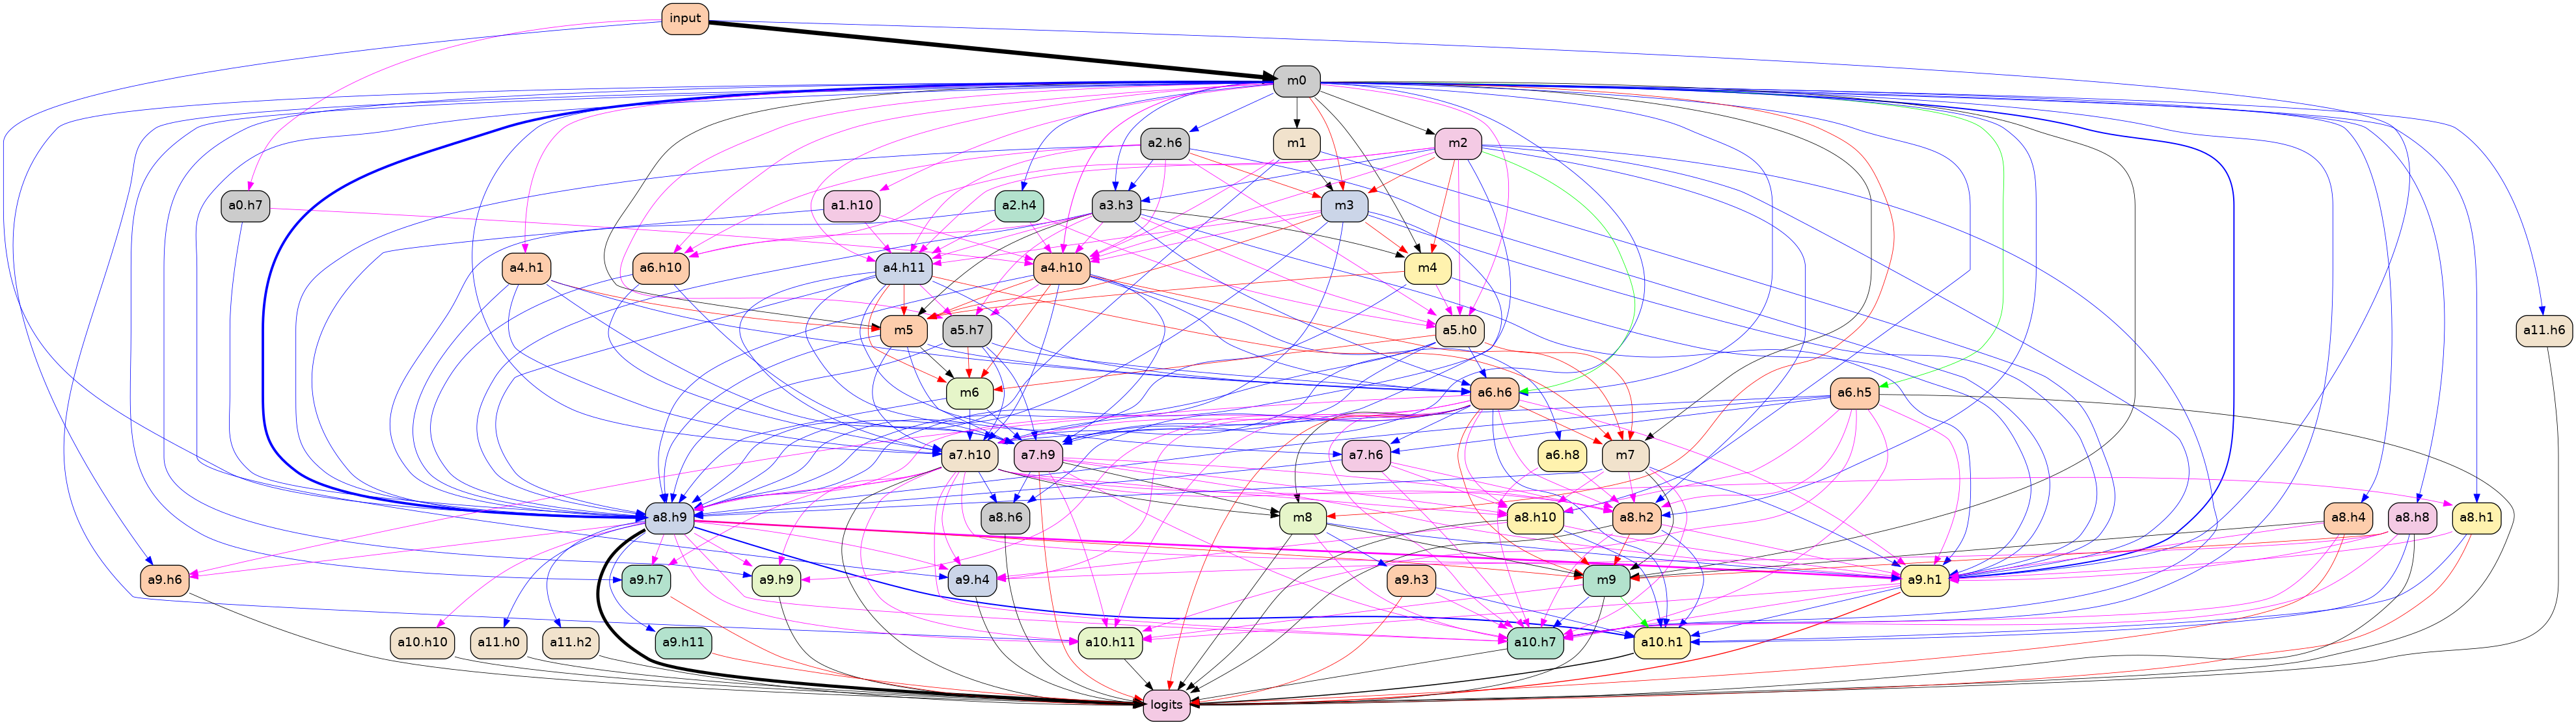 input
m0
a2.h6 m1 m2
a0.h7 a1.h10 a2.h4 a3.h3 m3
a4.h1 a6.h10 a4.h11 a4.h10 m4
m5 a5.h7 a5.h0 a11.h6
m6 a6.h6 a6.h5
a7.h10 a7.h9 a7.h6 a6.h8 m7
a8.h9 a8.h6 m8 a8.h10 a8.h2 a8.h4 a8.h8 a8.h1
a9.h6 a9.h7 a9.h9 a9.h4 a9.h3 m9 a9.h1
a10.h10 a11.h0 a11.h2 a9.h11 a10.h11 a10.h7 a10.h1
logits